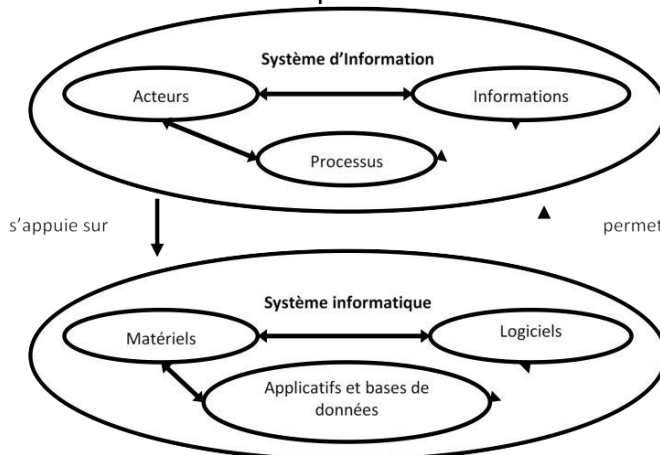 Système d’Information
Acteurs
Informations
Processus
s’appuie sur
permet
Système informatique
Matériels
Logiciels
Applicatifs et bases de
données